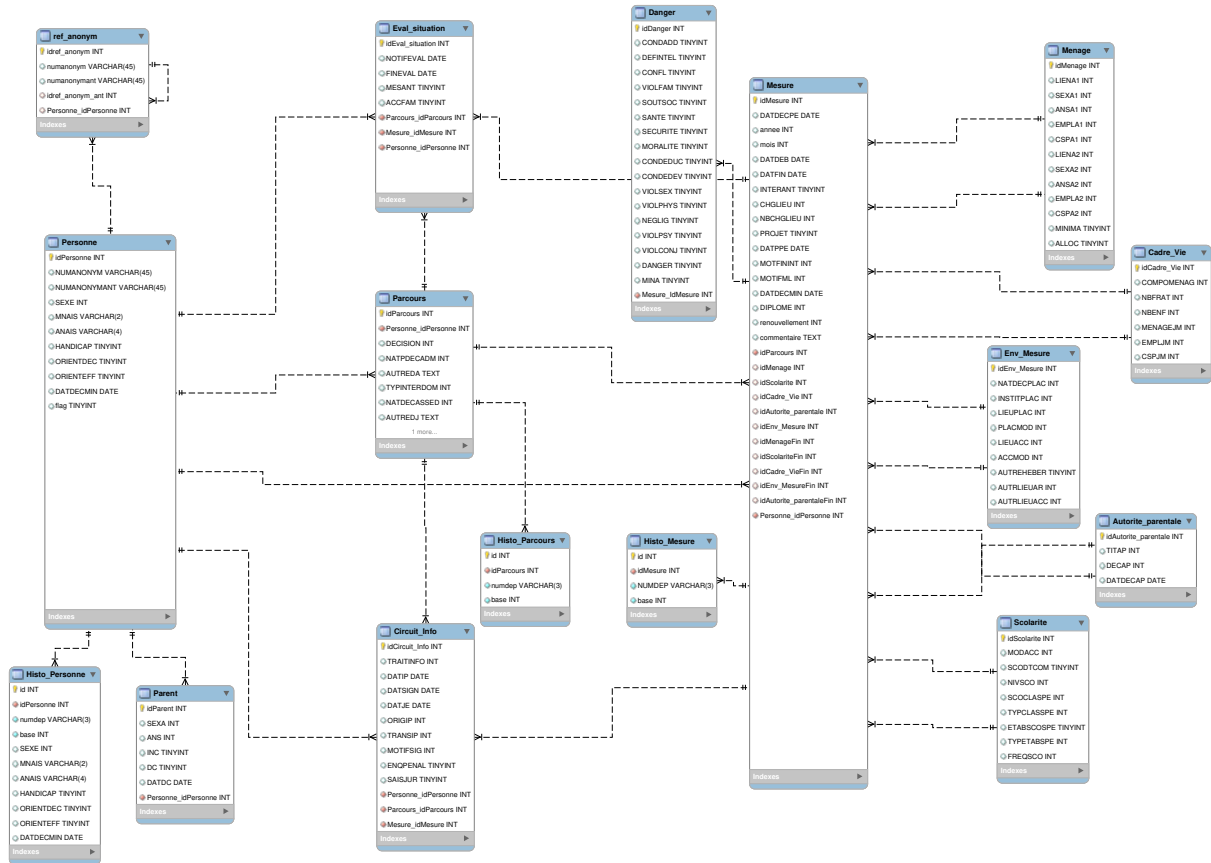 ref_anonym
idref_anonym INT
numanonym VARCHAR(45)
numanonymant VARCHAR(45)
idref_anonym_ant INT
Personne_idPersonne INT
Indexes
Eval_situation
idEval_situation INT
NOTIFEVAL DATE
FINEVAL DATE
MESANT TINYINT
ACCFAM TINYINT
Parcours_idParcours INT
Mesure_idMesure INT
Personne_idPersonne INT
Indexes
Danger
idDanger INT
CONDADD TINYINT
DEFINTEL TINYINT
CONFL TINYINT
VIOLFAM TINYINT
SOUTSOC TINYINT
SANTE TINYINT
SECURITE TINYINT
MORALITE TINYINT
CONDEDUC TINYINT
CONDEDEV TINYINT
VIOLSEX TINYINT
VIOLPHYS TINYINT
NEGLIG TINYINT
VIOLPSY TINYINT
VIOLCONJ TINYINT
DANGER TINYINT
MINA TINYINT
Mesure_idMesure INT
Indexes
Mesure
idMesure INT
DATDECPE DATE
annee INT
mois INT
DATDEB DATE
DATFIN DATE
INTERANT TINYINT
CHGLIEU INT
NBCHGLIEU INT
PROJET TINYINT
DATPPE DATE
MOTFININT INT
MOTIFML INT
DATDECMIN DATE
DIPLOME INT
renouvellement INT
commentaire TEXT
idParcours INT
idMenage INT
idScolarite INT
idCadre_Vie INT
idAutorite_parentale INT
idEnv_Mesure INT
idMenageFin INT
idScolariteFin INT
idCadre_VieFin INT
idEnv_MesureFin INT
idAutorite_parentaleFin INT
Personne_idPersonne INT
Indexes
Menage
idMenage INT
LIENA1 INT
SEXA1 INT
ANSA1 INT
EMPLA1 INT
CSPA1 INT
LIENA2 INT
SEXA2 INT
ANSA2 INT
EMPLA2 INT
CSPA2 INT
MINIMA TINYINT
ALLOC TINYINT
Indexes
Cadre_Vie
idCadre_Vie INT
COMPOMENAG INT
NBFRAT INT
NBENF INT
MENAGEJM INT
EMPLJM INT
CSPJM INT
Indexes
Personne
idPersonne INT
NUMANONYM VARCHAR(45)
NUMANONYMANT VARCHAR(45)
SEXE INT
MNAIS VARCHAR(2)
ANAIS VARCHAR(4)
HANDICAP TINYINT
ORIENTDEC TINYINT
ORIENTEFF TINYINT
DATDECMIN DATE
flag TINYINT
Indexes
Parcours
idParcours INT
Personne_idPersonne INT
DECISION INT
NATPDECADM INT
AUTREDA TEXT
TYPINTERDOM INT
NATDECASSED INT
AUTREDJ TEXT
1 more...
Indexes
Env_Mesure
idEnv_Mesure INT
NATDECPLAC INT
INSTITPLAC INT
LIEUPLAC INT
PLACMOD INT
LIEUACC INT
ACCMOD INT
AUTREHEBER TINYINT
AUTRLIEUAR INT
AUTRLIEUACC INT
Indexes
Autorite_parentale
idAutorite_parentale INT
TITAP INT
DECAP INT
DATDECAP DATE
Indexes
Histo_Parcours
id INT
idParcours INT
numdep VARCHAR(3)
base INT
Indexes
Histo_Mesure
id INT
idMesure INT
NUMDEP VARCHAR(3)
base INT
Indexes
Scolarite
idScolarite INT
MODACC INT
SCODTCOM TINYINT
NIVSCO INT
SCOCLASPE INT
TYPCLASSPE INT
ETABSCOSPE TINYINT
TYPETABSPE INT
FREQSCO INT
Indexes
Circuit_Info
idCircuit_Info INT
TRAITINFO INT
DATIP DATE
DATSIGN DATE
DATJE DATE
ORIGIP INT
TRANSIP INT
MOTIFSIG INT
ENQPENAL TINYINT
SAISJUR TINYINT
Personne_idPersonne INT
Parcours_idParcours INT
Mesure_idMesure INT
Indexes
Histo_Personne
id INT
idPersonne INT
numdep VARCHAR(3)
base INT
SEXE INT
MNAIS VARCHAR(2)
ANAIS VARCHAR(4)
HANDICAP TINYINT
ORIENTDEC TINYINT
ORIENTEFF TINYINT
DATDECMIN DATE
Indexes
Parent
idParent INT
SEXA INT
ANS INT
INC TINYINT
DC TINYINT
DATDC DATE
Personne_idPersonne INT
Indexes